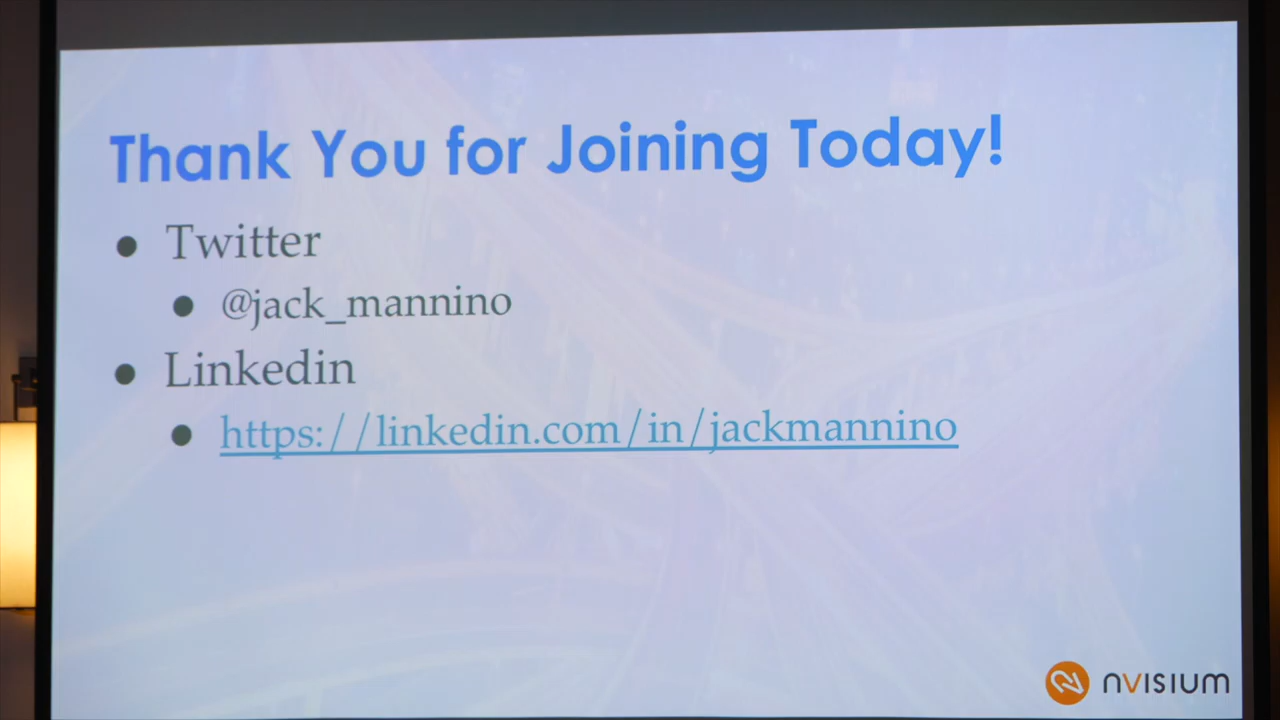 Thank You for Joining Today!
Twitter
@jack_mannino
Linkedin
https://linkedin.com/in/jackmannino
nVISIUM